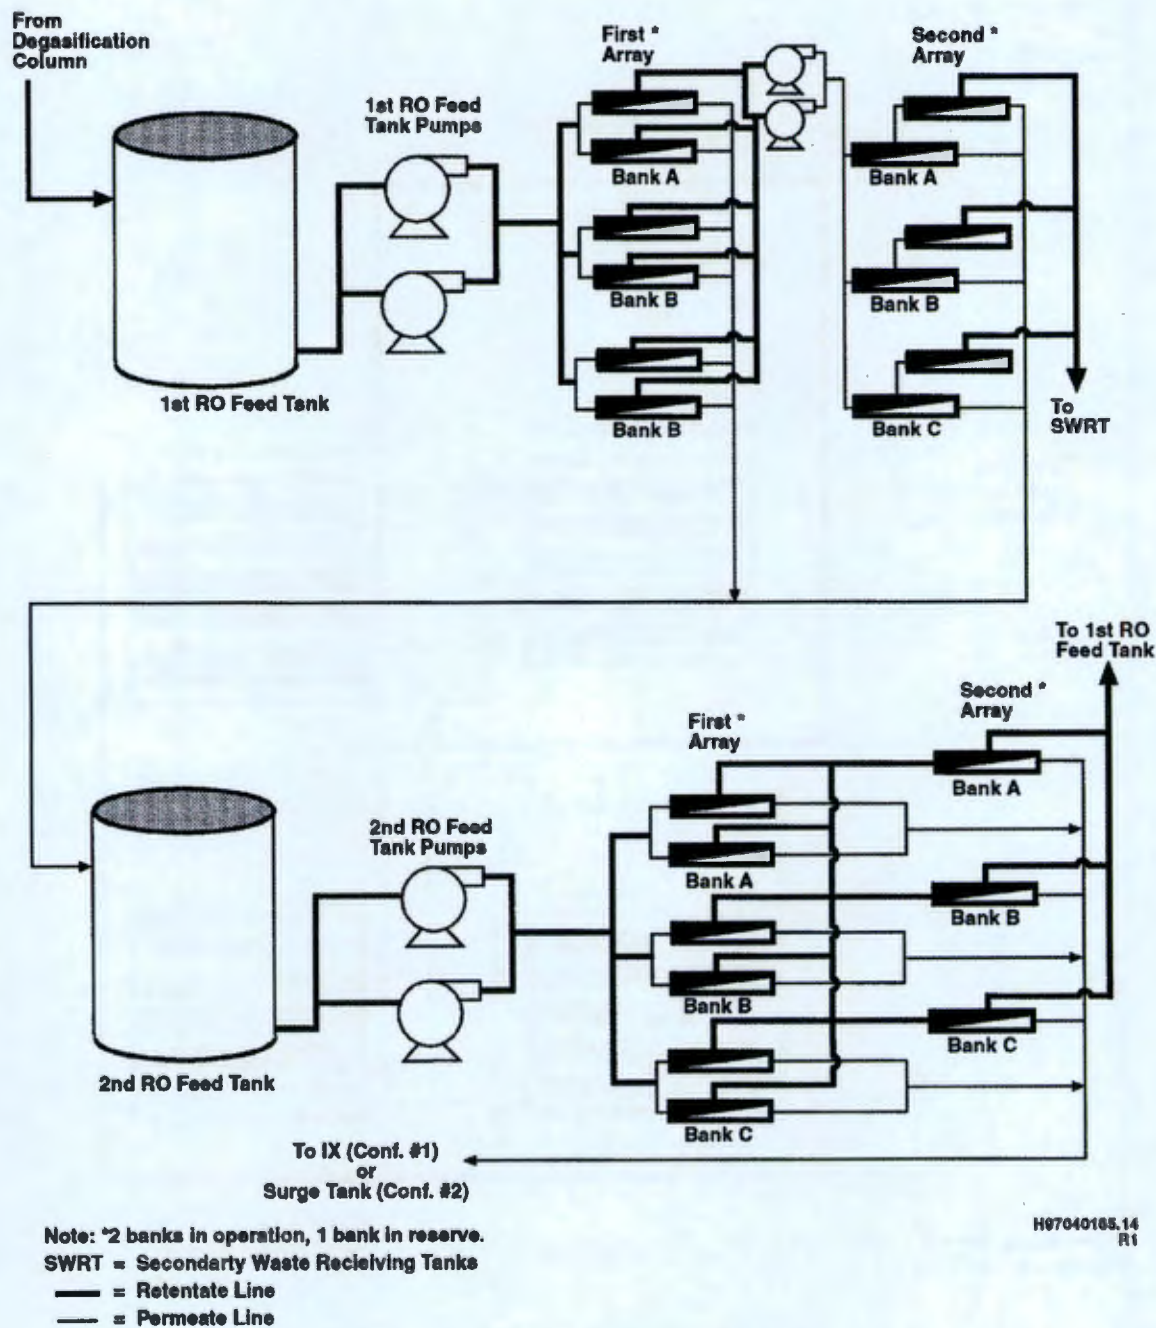 From
Degasification
Column
1st RO Feed
Tank Pumps
First *
Array
Second *
Array
Bank A
Bank A
Bank B
Bank B
Bank B
Bank C
1st RO Feed Tank
To
SWRT
To 1st RO
Feed Tank
Second *
Array
First *
Array
Bank A
2nd RO Feed
Tank Pumps
Bank A
Bank B
Bank B
Bank C
2nd RO Feed Tank
Bank C
To IX (Conf. #1)
or
Surge Tank (Conf. #2)
Note: *2 banks in operation, 1 bank in reserve.
SWRT = Secondarty Waste Recieiving Tanks
= Retentate Line
= Permeate Line
H97040165.14
R1